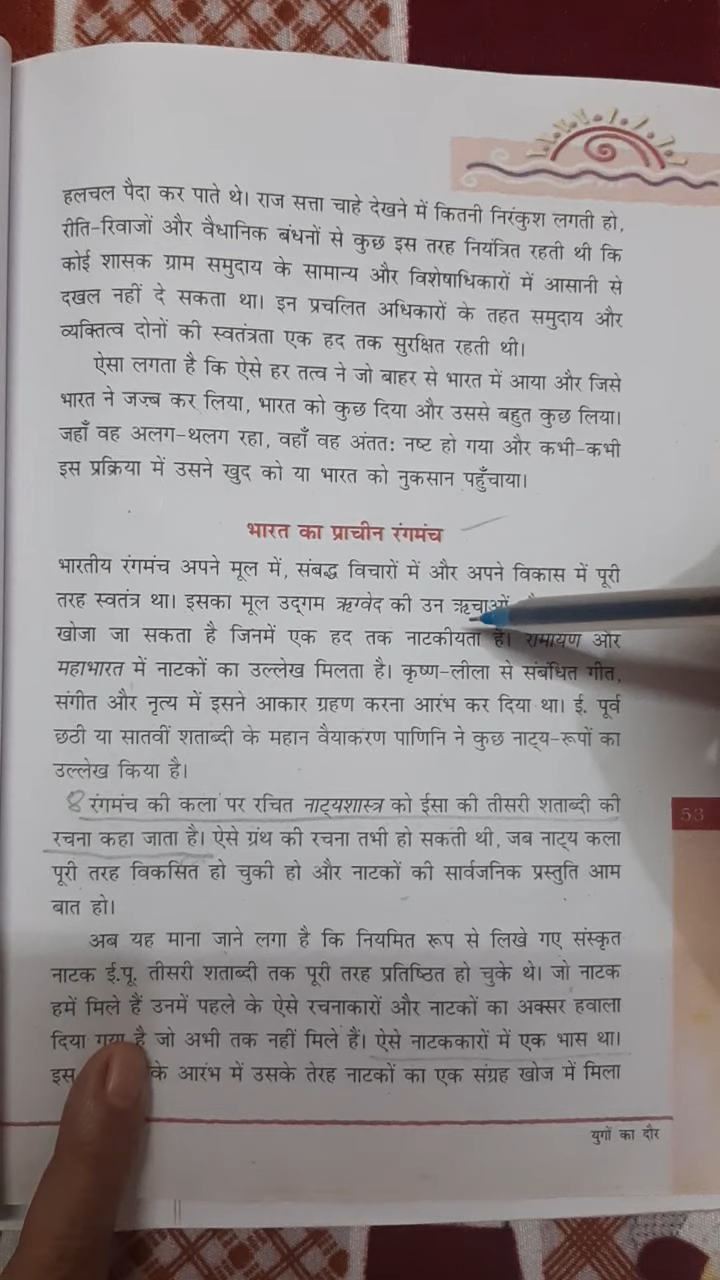 हलचल पैदा कर पाते थे। राज सत्ता चाहे देखने में कितनी निरंकुश लगती हो,
रीति-रिवाजों और वैधानिक बंधनों से कुछ इस तरह नियंत्रित रहती थी कि
कोई शासक ग्राम समुदाय के सामान्य और विशेषाधिकारों में आसानी से
दखल नहीं दे सकता था। इन प्रचलित अधिकारों के तहत समुदाय और
व्यक्तित्व दोनों की स्वतंत्रता एक हद तक सुरक्षित रहती थी।
ऐसा लगता है कि ऐसे हर तत्व ने जो बाहर से भारत में आया और जिसे
भारत ने जज़्ब कर लिया, भारत को कुछ दिया और उससे बहुत कुछ लिया।
जहाँ वह अलग-थलग रहा, वहाँ वह अंततः नष्ट हो गया और कभी-कभी
इस प्रक्रिया में उसने खुद को या भारत को नुकसान पहुँचाया।
भारत का प्राचीन रंगमंच
भारतीय रंगमंच अपने मूल में, संबद्ध विचारों में और अपने विकास में पूरी
तरह स्वतंत्र था। इसका मूल उद्‌गम ऋग्वेद की उन ऋचाओं
खोजा जा सकता है जिनमें एक हद तक नाटकीयता है। रामायण और
महाभारत में नाटकों का उल्लेख मिलता है। कृष्ण-लीला से संबंधित गीत,
संगीत और नृत्य में इसने आकार ग्रहण करना आरंभ कर दिया था। ई. पूर्व
छठी या सातवीं शताब्दी के महान वैयाकरण पाणिनि ने कुछ नाट्‌य-रूपों का
उल्लेख किया है।
8 रंगमंच की कला पर रचित नाट्‌यशास्त्र को ईसा की तीसरी शताब्दी की
रचना कहा जाता है। ऐसे ग्रंथ की रचना तभी हो सकती थी, जब नाट्‌य कला
पूरी तरह विकसित हो चुकी हो और नाटकों की सार्वजनिक प्रस्तुति आम
बात हो।
अब यह माना जाने लगा है कि नियमित रूप से लिखे गए संस्कृत
नाटक ई.पू. तीसरी शताब्दी तक पूरी तरह प्रतिष्ठित हो चुके थे। जो नाटक
हमें मिले हैं उनमें पहले के ऐसे रचनाकारों और नाटकों का अक्सर हवाला
दिया गया है जो अभी तक नहीं मिले हैं। ऐसे नाटककारों में एक भास था।
इस के आरंभ में उसके तेरह नाटकों का एक संग्रह खोज में मिला
53
युगों का दौर